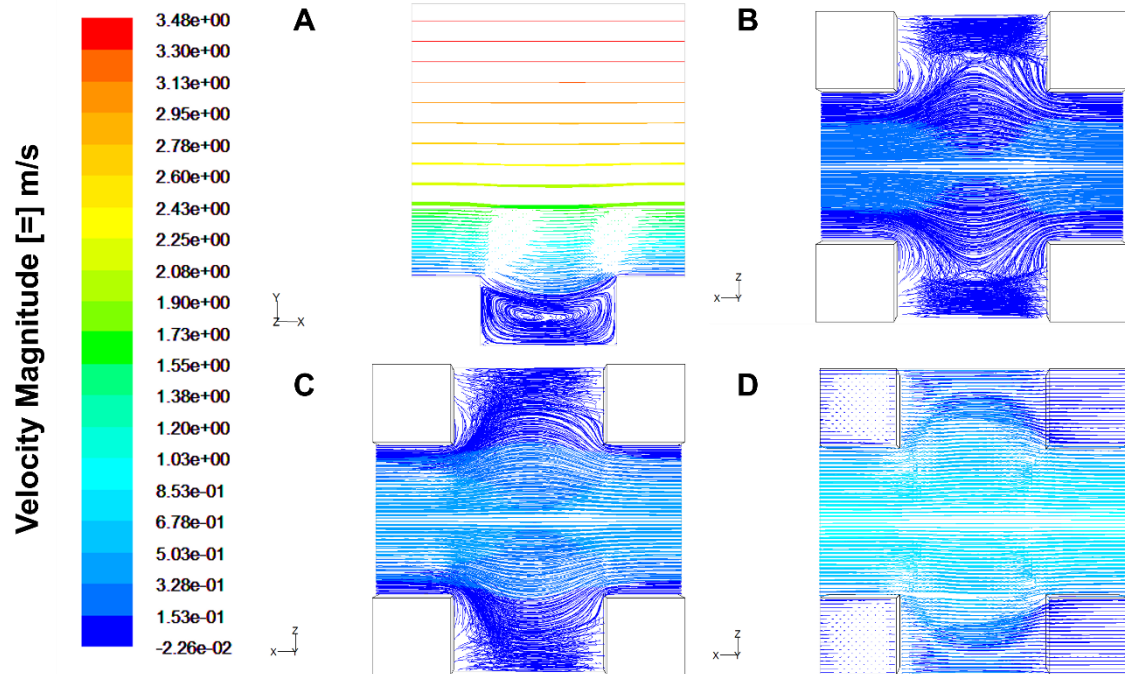 Velocity Magnitude [=] m/s
3.48e+00
3.30e+00
3.13e+00
2.95e+00
2.78e+00
2.60e+00
2.43e+00
2.25e+00
2.08e+00
1.90e+00
1.73e+00
1.55e+00
1.38e+00
1.20e+00
1.03e+00
8.53e-01
6.78e-01
5.03e-01
3.28e-01
1.53e-01
-2.26e-02
A
Y
Z X
B
Z
X Y
C
Z
X Y
D
Z
X Y